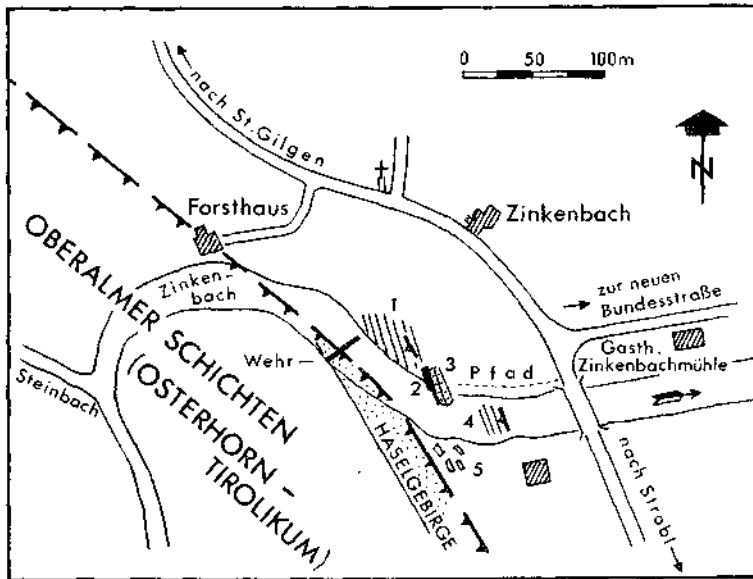 0 50 100m
nach St. Gilgen
N
Forsthaus
Zinkenbach
OBERALMER SCHICHTEN
(OSTERHORN –
TIROLIKUM)
Zinken-
bach
zur neuen
Bundesstraße
1
Gasth.
Zinkenbachmühle
Wehr
3
Pfad
2
Steinbach
4
5
HASELGEBIRGE
nach Strobl